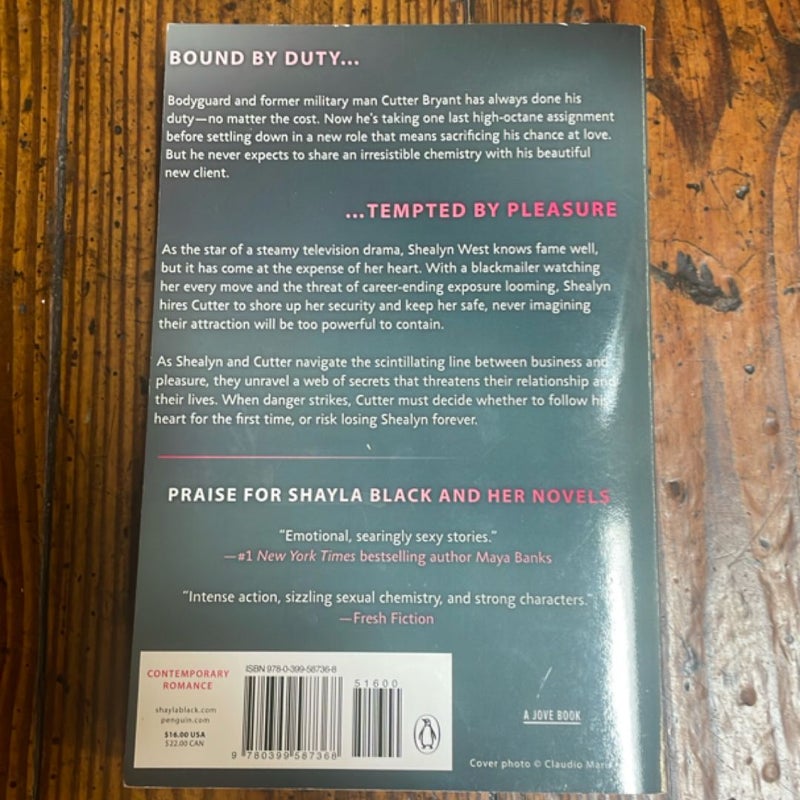 BOUND BY DUTY...
Bodyguard and former military man Cutter Bryant has always done his
duty—no matter the cost. Now he's taking one last high-octane assignment
before settling down in a new role that means sacrificing his chance at love.
But he never expects to share an irresistible chemistry with his beautiful
new client.
...TEMPTED BY PLEASURE
As the star of a steamy television drama, Shealyn West knows fame well,
but it has come at the expense of her heart. With a blackmailer watching
her every move and the threat of career-ending exposure looming, Shealyn
hires Cutter to shore up her security and keep her safe, never imagining
their attraction will be too powerful to contain.
As Shealyn and Cutter navigate the scintillating line between business and
pleasure, they unravel a web of secrets that threatens their relationship and
their lives. When danger strikes, Cutter must decide whether to follow his
heart for the first time, or risk losing Shealyn forever.
PRAISE FOR SHAYLA BLACK AND HER NOVELS
"Emotional, searingly sexy stories."
—#1 New York Times bestselling author Maya Banks
"Intense action, sizzling sexual chemistry, and strong characters."
—Fresh Fiction
CONTEMPORARY
ROMANCE
shaylablack.com
penguin.com
$16.00 USA
$22.00 CAN
ISBN 978-0-399-58736-8
51600
9 780399 587368
A JOVE BOOK
Cover photo © Claudio